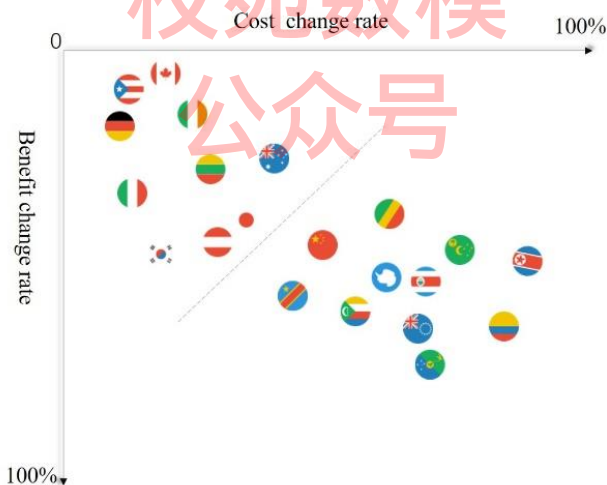 校苑数模
Cost change rate
100%
0
公众号
Benefit change rate
100%